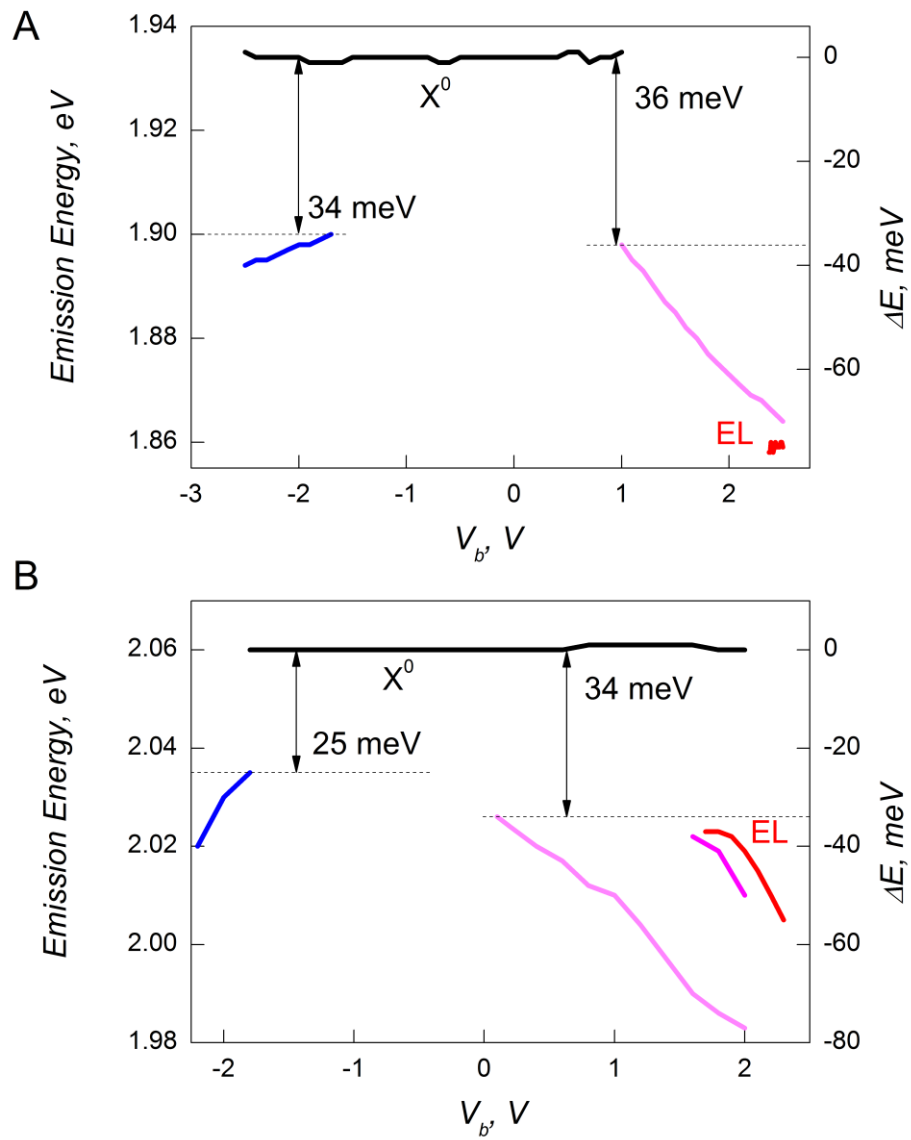 A
1.94
1.92
1.90
1.88
1.86
Emission Energy, eV
X⁰
34 meV
36 meV
EL
0
-20
-40
-60
ΔE, meV
-3 -2 -1 0 1 2
V_b, V
B
2.06
2.04
2.02
2.00
1.98
Emission Energy, eV
X⁰
25 meV
34 meV
EL
0
-20
-40
-60
-80
ΔE, meV
-2 -1 0 1 2
V_b, V